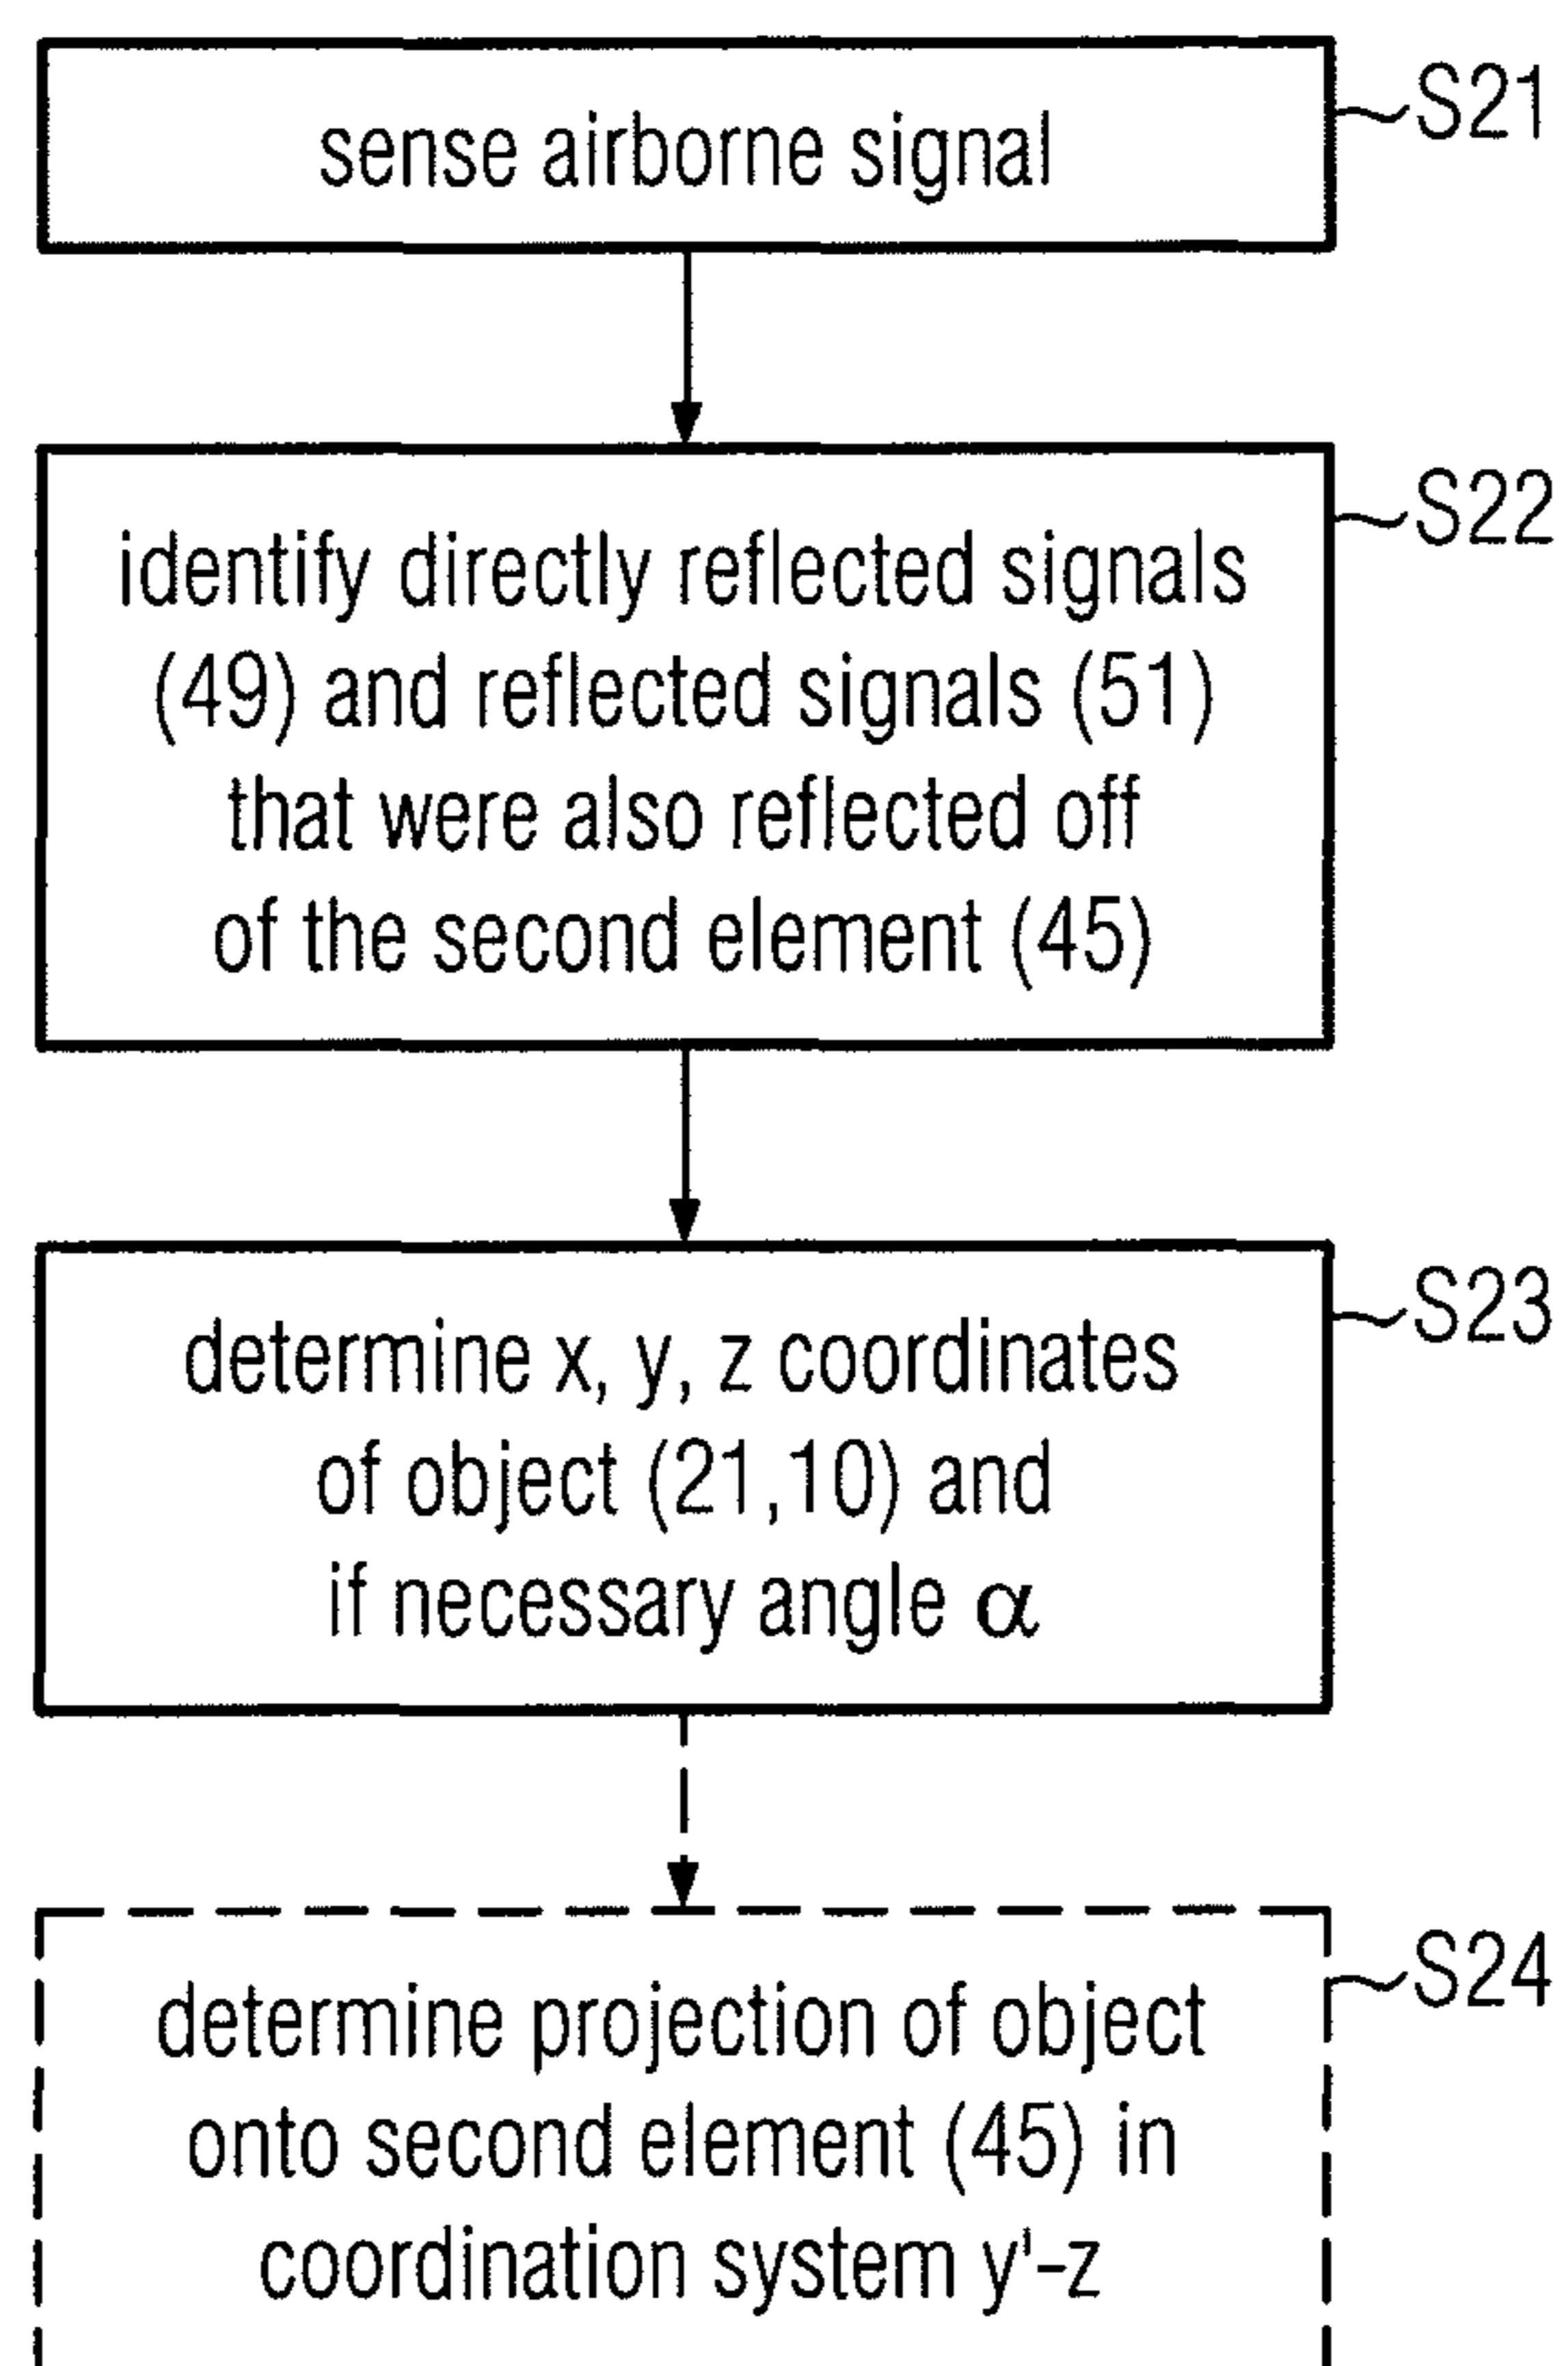 sense airborne signal
S21
identify directly reflected signals
(49) and reflected signals (51)
that were also reflected off
of the second element (45)
S22
determine x, y, z coordinates
of object (21,10) and
if necessary angle α
S23
determine projection of object
onto second element (45) in
coordination system y'-z
S24